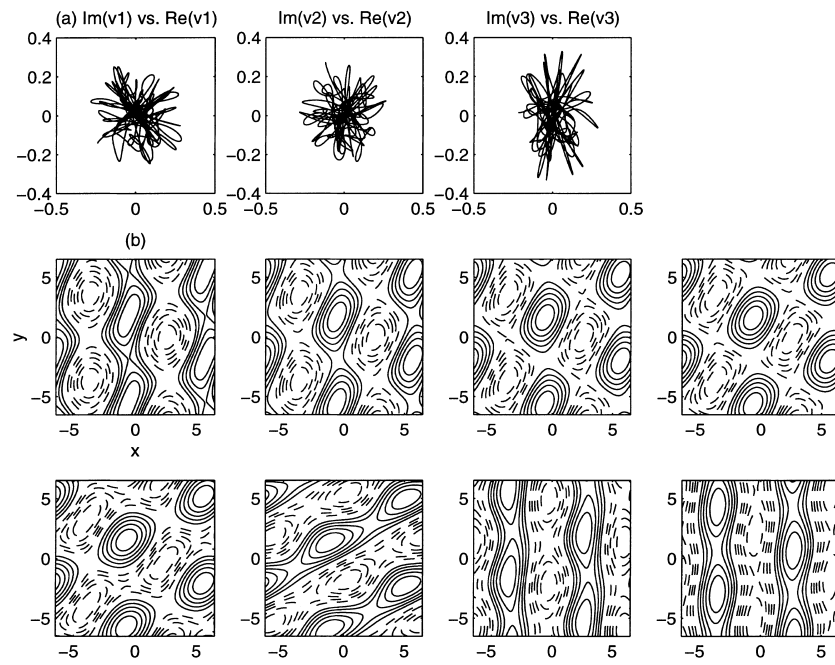 (a) Im(v1) vs. Re(v1) Im(v2) vs. Re(v2) Im(v3) vs. Re(v3)
0.4 0.4 0.4
0.2 0.2 0.2
0 0 0
−0.2 −0.2 −0.2
−0.4 −0.4 −0.4
−0.5 0 0.5 −0.5 0 0.5 −0.5 0 0.5
(b)
5 5 5 5
y 0 0 0 0
−5 −5 −5 −5
−5 0 5 −5 0 5 −5 0 5 −5 0 5
x
5 5 5 5
0 0 0 0
−5 −5 −5 −5
−5 0 5 −5 0 5 −5 0 5 −5 0 5